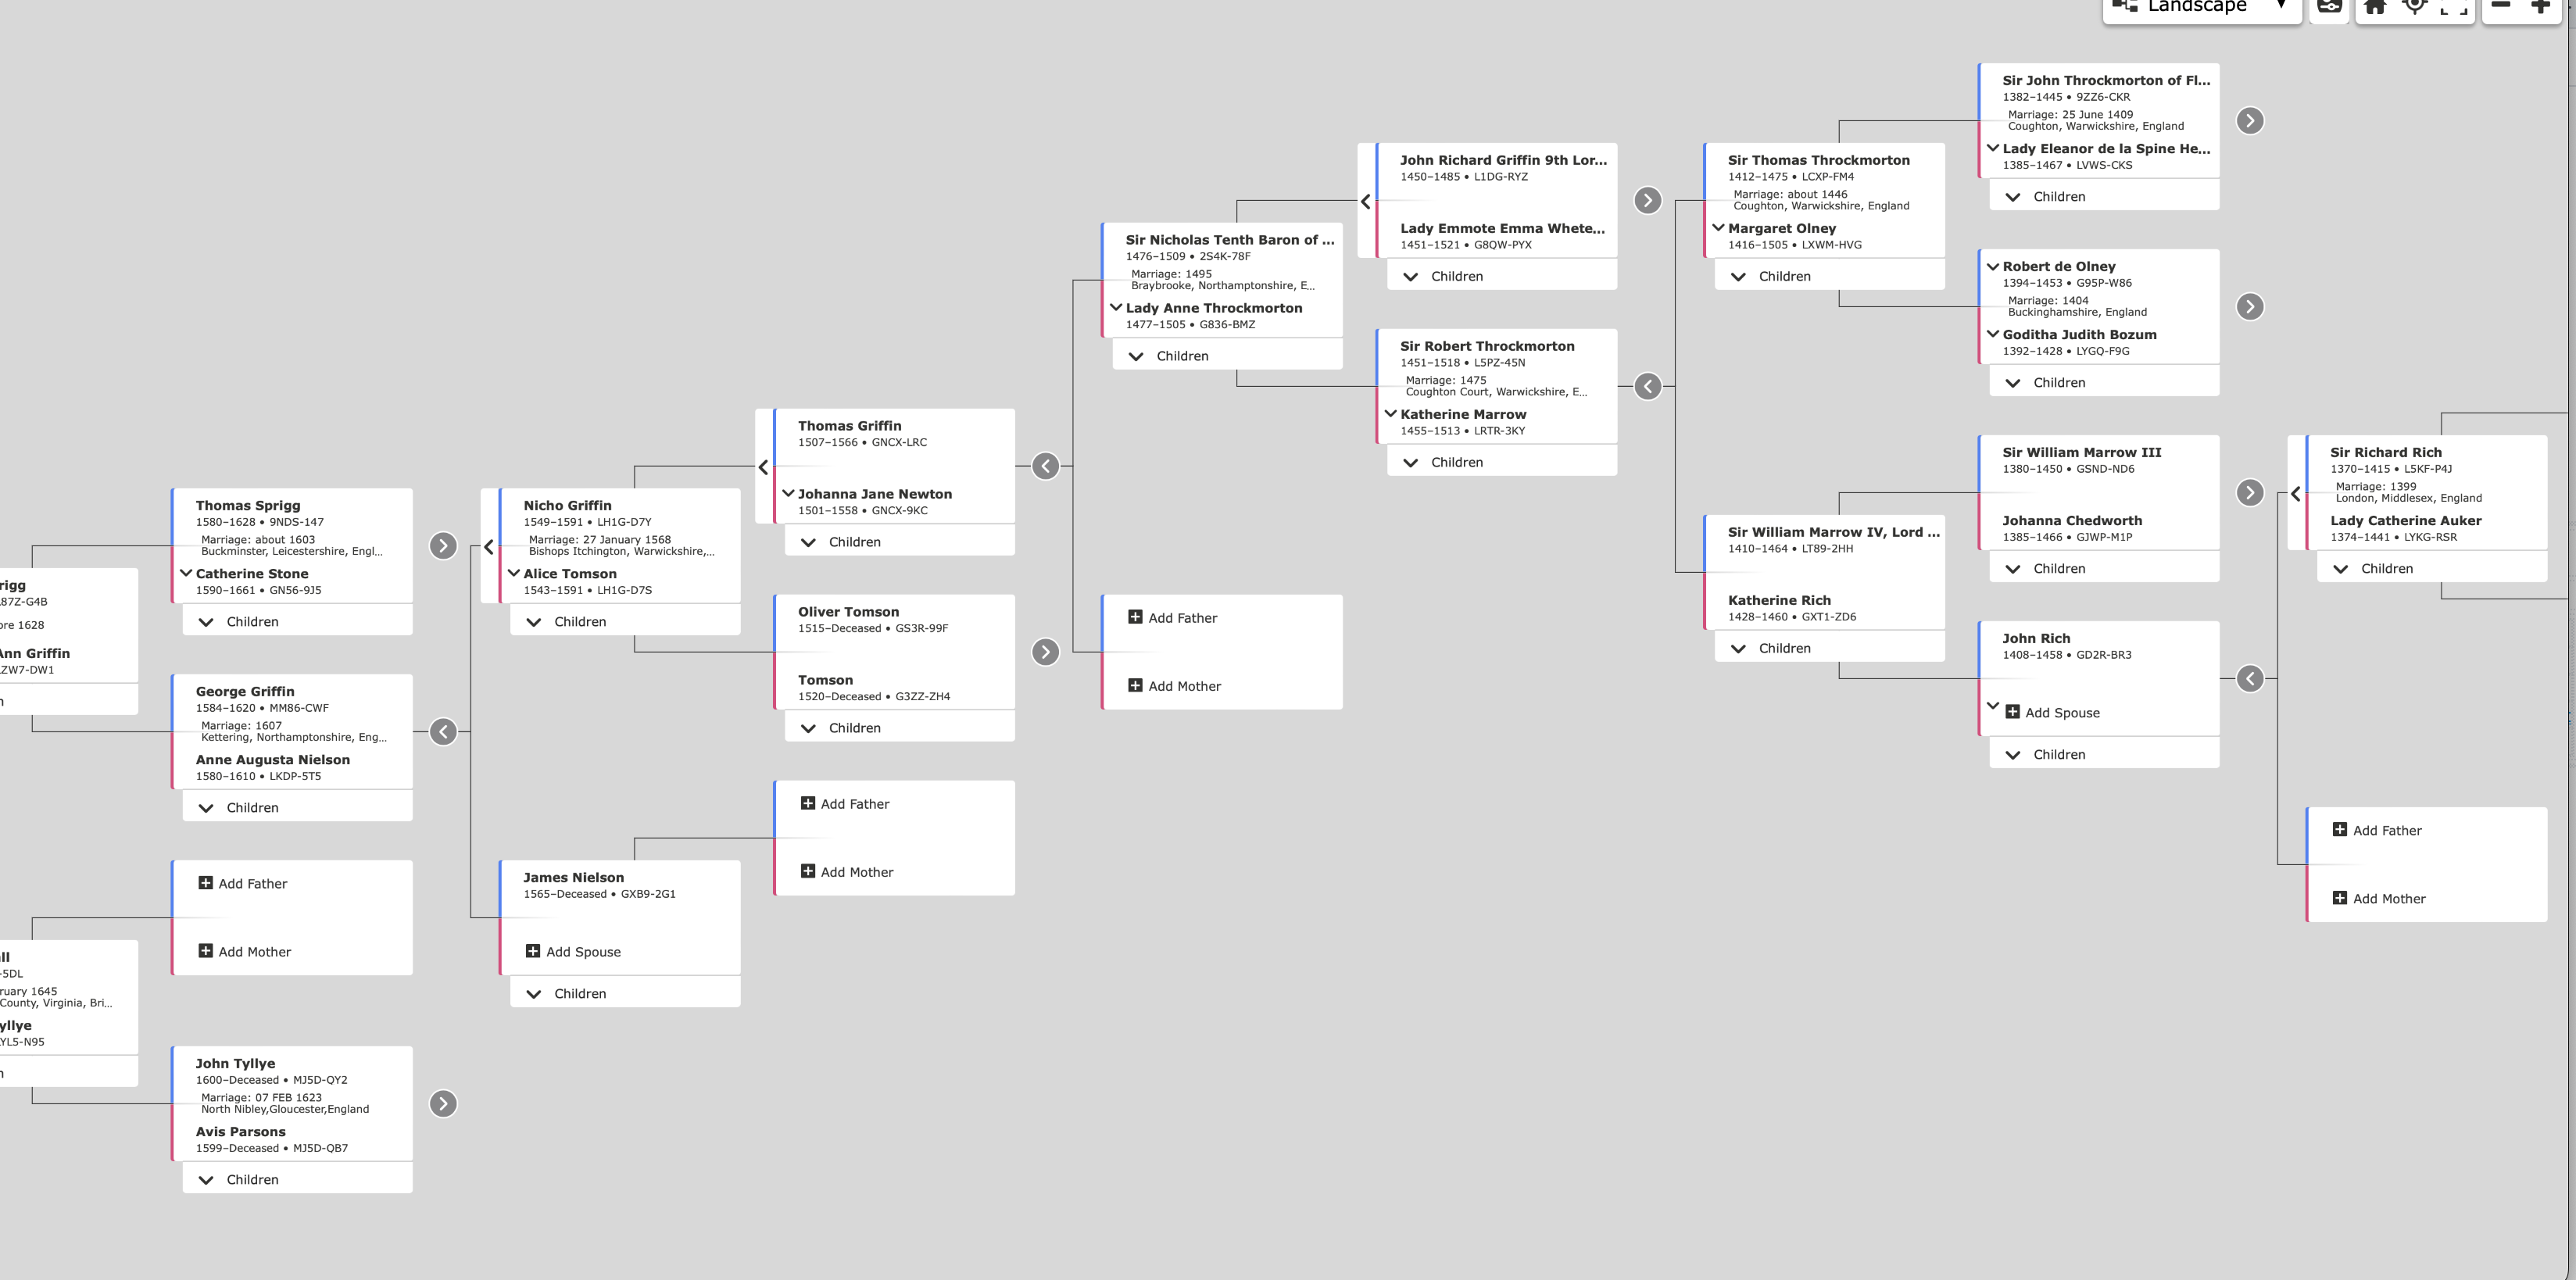 Landscape
rigg
87Z-G4B
ore 1628
Ann Griffin
ZW7-DW1
n
ll
-5DL
ruary 1645
County, Virginia, Bri...
yllye
YL5-N95
n
Thomas Sprigg
1580–1628 • 9NDS-147
Marriage: about 1603
Buckminster, Leicestershire, Engl...
Catherine Stone
1590–1661 • GN56-9J5
Children
George Griffin
1584–1620 • MM86-CWF
Marriage: 1607
Kettering, Northamptonshire, Eng...
Anne Augusta Nielson
1580–1610 • LKDP-5T5
Children
Add Father
Add Mother
John Tyllye
1600–Deceased • MJ5D-QY2
Marriage: 07 FEB 1623
North Nibley,Gloucester,England
Avis Parsons
1599–Deceased • MJ5D-QB7
Children
Nicho Griffin
1549–1591 • LH1G-D7Y
Marriage: 27 January 1568
Bishops Itchington, Warwickshire,...
Alice Tomson
1543–1591 • LH1G-D7S
Children
James Nielson
1565–Deceased • GXB9-2G1
Add Spouse
Children
Thomas Griffin
1507–1566 • GNCX-LRC
Johanna Jane Newton
1501–1558 • GNCX-9KC
Children
Oliver Tomson
1515–Deceased • GS3R-99F
Tomson
1520–Deceased • G3ZZ-ZH4
Children
Add Father
Add Mother
Sir Nicholas Tenth Baron of ...
1476–1509 • 2S4K-78F
Marriage: 1495
Braybrooke, Northamptonshire, E...
Lady Anne Throckmorton
1477–1505 • G836-BMZ
Children
Add Father
Add Mother
John Richard Griffin 9th Lor...
1450–1485 • L1DG-RYZ
Lady Emmote Emma Whete...
1451–1521 • G8QW-PYX
Children
Sir Robert Throckmorton
1451–1518 • L5PZ-45N
Marriage: 1475
Coughton Court, Warwickshire, E...
Katherine Marrow
1455–1513 • LRTR-3KY
Children
Sir Thomas Throckmorton
1412–1475 • LCXP-FM4
Marriage: about 1446
Coughton, Warwickshire, England
Margaret Olney
1416–1505 • LXWM-HVG
Children
Sir William Marrow IV, Lord ...
1410–1464 • LT89-2HH
Katherine Rich
1428–1460 • GXT1-ZD6
Children
Sir John Throckmorton of Fl...
1382–1445 • 9ZZ6-CKR
Marriage: 25 June 1409
Coughton, Warwickshire, England
Lady Eleanor de la Spine He...
1385–1467 • LVWS-CKS
Children
Robert de Olney
1394–1453 • G95P-W86
Marriage: 1404
Buckinghamshire, England
Goditha Judith Bozum
1392–1428 • LYGQ-F9G
Children
Sir William Marrow III
1380–1450 • GSND-ND6
Johanna Chedworth
1385–1466 • GJWP-M1P
Children
John Rich
1408–1458 • GD2R-BR3
Add Spouse
Children
Sir Richard Rich
1370–1415 • L5KF-P4J
Marriage: 1399
London, Middlesex, England
Lady Catherine Auker
1374–1441 • LYKG-RSR
Children
Add Father
Add Mother